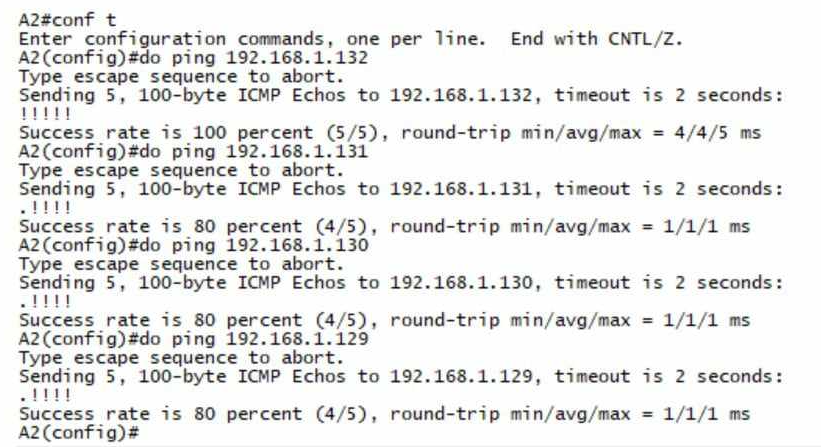 A2#conf t
Enter configuration commands, one per line.  End with CNTL/Z.
A2(config)#do ping 192.168.1.132
Type escape sequence to abort.
Sending 5, 100-byte ICMP Echos to 192.168.1.132, timeout is 2 seconds:
!!!!!
Success rate is 100 percent (5/5), round-trip min/avg/max = 4/4/5 ms
A2(config)#do ping 192.168.1.131
Type escape sequence to abort.
Sending 5, 100-byte ICMP Echos to 192.168.1.131, timeout is 2 seconds:
.!!!!
Success rate is 80 percent (4/5), round-trip min/avg/max = 1/1/1 ms
A2(config)#do ping 192.168.1.130
Type escape sequence to abort.
Sending 5, 100-byte ICMP Echos to 192.168.1.130, timeout is 2 seconds:
.!!!!
Success rate is 80 percent (4/5), round-trip min/avg/max = 1/1/1 ms
A2(config)#do ping 192.168.1.129
Type escape sequence to abort.
Sending 5, 100-byte ICMP Echos to 192.168.1.129, timeout is 2 seconds:
.!!!!
Success rate is 80 percent (4/5), round-trip min/avg/max = 1/1/1 ms
A2(config)#